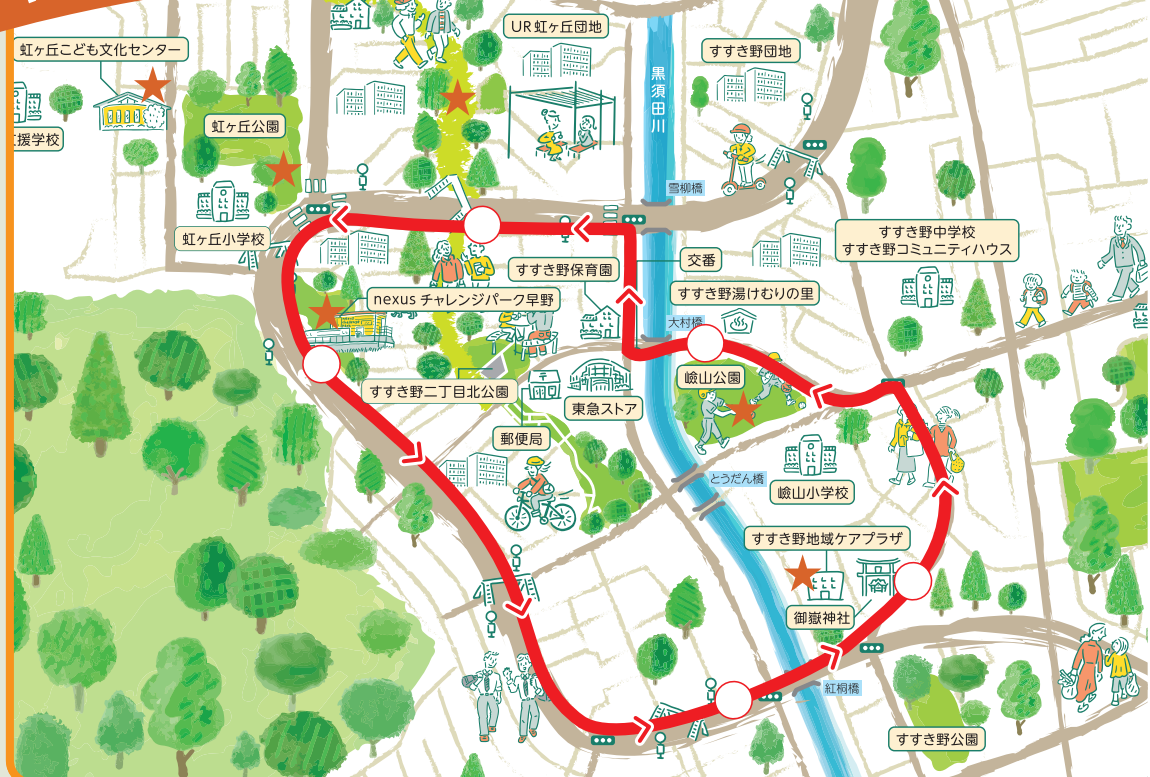 虹ヶ丘こども文化センター
UR虹ヶ丘団地
すすき野団地
黒須田川
援学校
虹ヶ丘公園
雪柳橋
虹ヶ丘小学校
すすき野中学校
すすき野コミュニティハウス
すすき野保育園
交番
nexus チャレンジパーク早野
すすき野湯けむりの里
大村橋
すすき野二丁目北公園
嶮山公園
東急ストア
郵便局
とうだん橋
嶮山小学校
すすき野地域ケアプラザ
御嶽神社
紅桐橋
すすき野公園